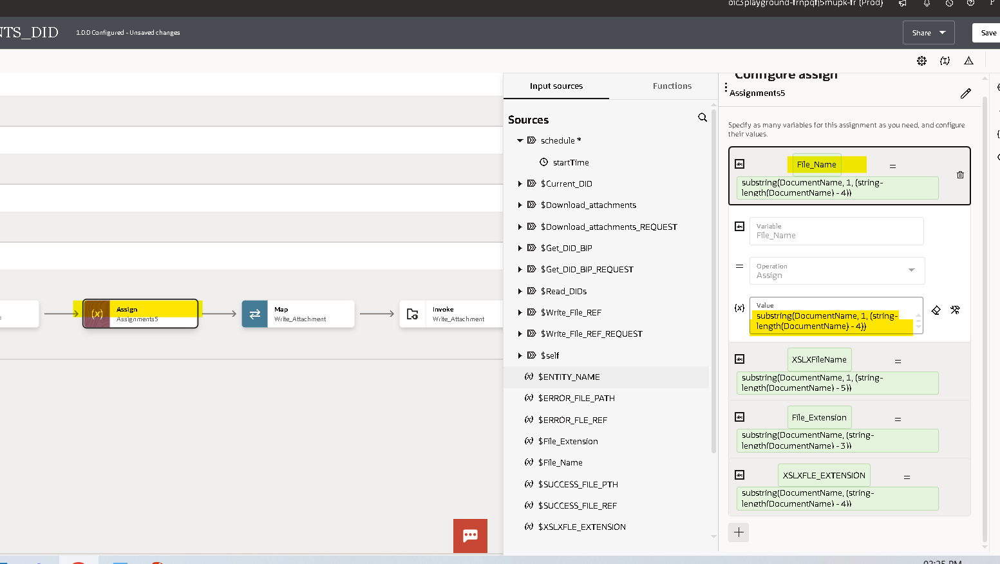 oic3playground-frnpqfj5mupk-fr (Prod)
NTS_DID
1.0.0 Configured - Unsaved changes
Share
Save
Input sources
Functions
Sources
schedule *
startTime
$Current_DID
$Download_attachments
$Download_attachments_REQUEST
$Get_DID_BIP
$Get_DID_BIP_REQUEST
$Read_DIDs
$Write_File_REF
$Write_File_REF_REQUEST
$self
$ENTITY_NAME
$ERROR_FILE_PATH
$ERROR_FLE_REF
$File_Extension
$File_Name
$SUCCESS_FILE_PTH
$SUCCESS_FILE_REF
$XSLXFLE_EXTENSION
Configure assign
Assignments5
Specify as many variables for this assignment as you need, and configure
their values.
File_Name =
substring(DocumentName, 1, (string-
length(DocumentName) - 4))
Variable
File_Name
=
Operation
Assign
(x)
Value
substring(DocumentName, 1, (string-
length(DocumentName) - 4))
XSLXFileName =
substring(DocumentName, 1, (string-
length(DocumentName) - 5))
File_Extension =
substring(DocumentName, (string-
length(DocumentName) - 3))
XSLXFLE_EXTENSION =
substring(DocumentName, (string-
length(DocumentName) - 4))
Assign
Assignments5
Map
Write_Attachment
Invoke
Write_Attachment
03:25 PM